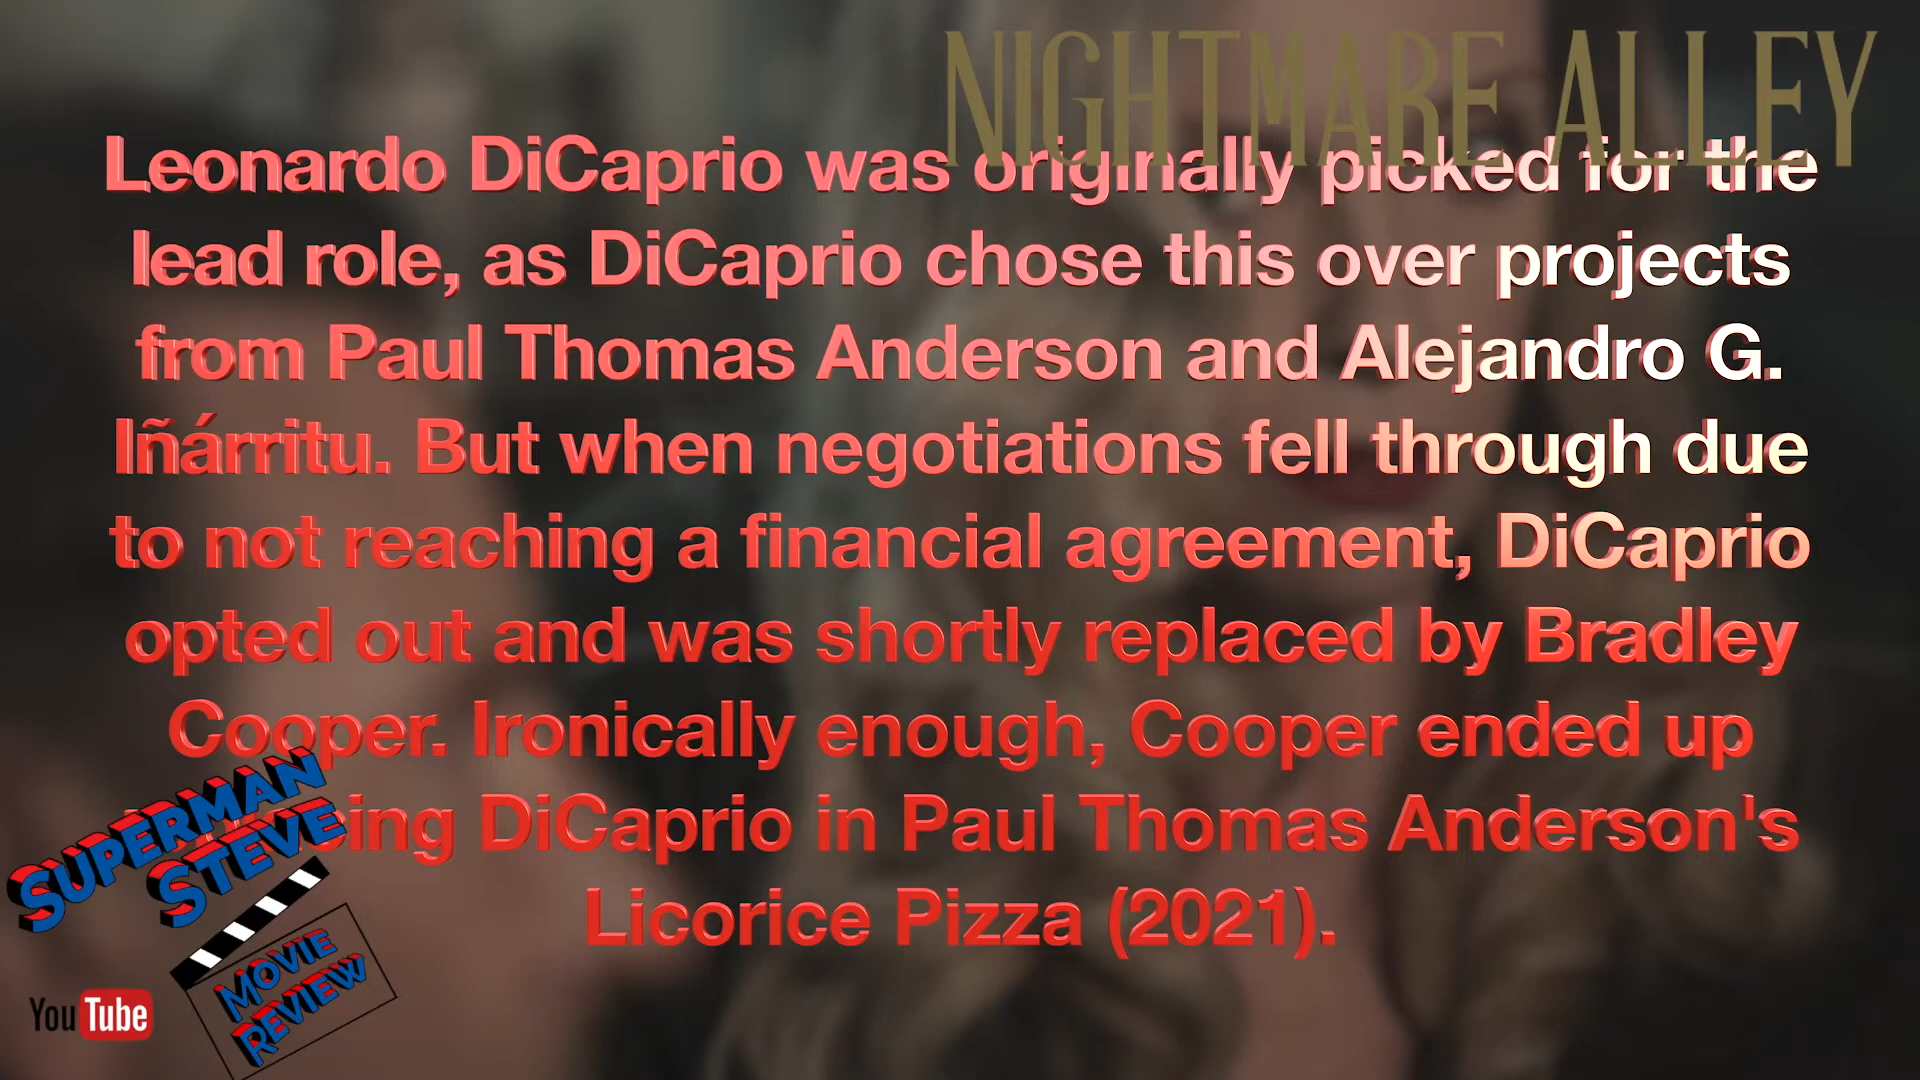 NIGHTMARE ALLEY
Leonardo DiCaprio was originally picked for the
lead role, as DiCaprio chose this over projects
from Paul Thomas Anderson and Alejandro G.
Iñárritu. But when negotiations fell through due
to not reaching a financial agreement, DiCaprio
opted out and was shortly replaced by Bradley
Cooper. Ironically enough, Cooper ended up
DiCaprio in Paul Thomas Anderson's
Licorice Pizza (2021).
SUPERMAN
STEVE
MOVIE
REVIEW
YouTube